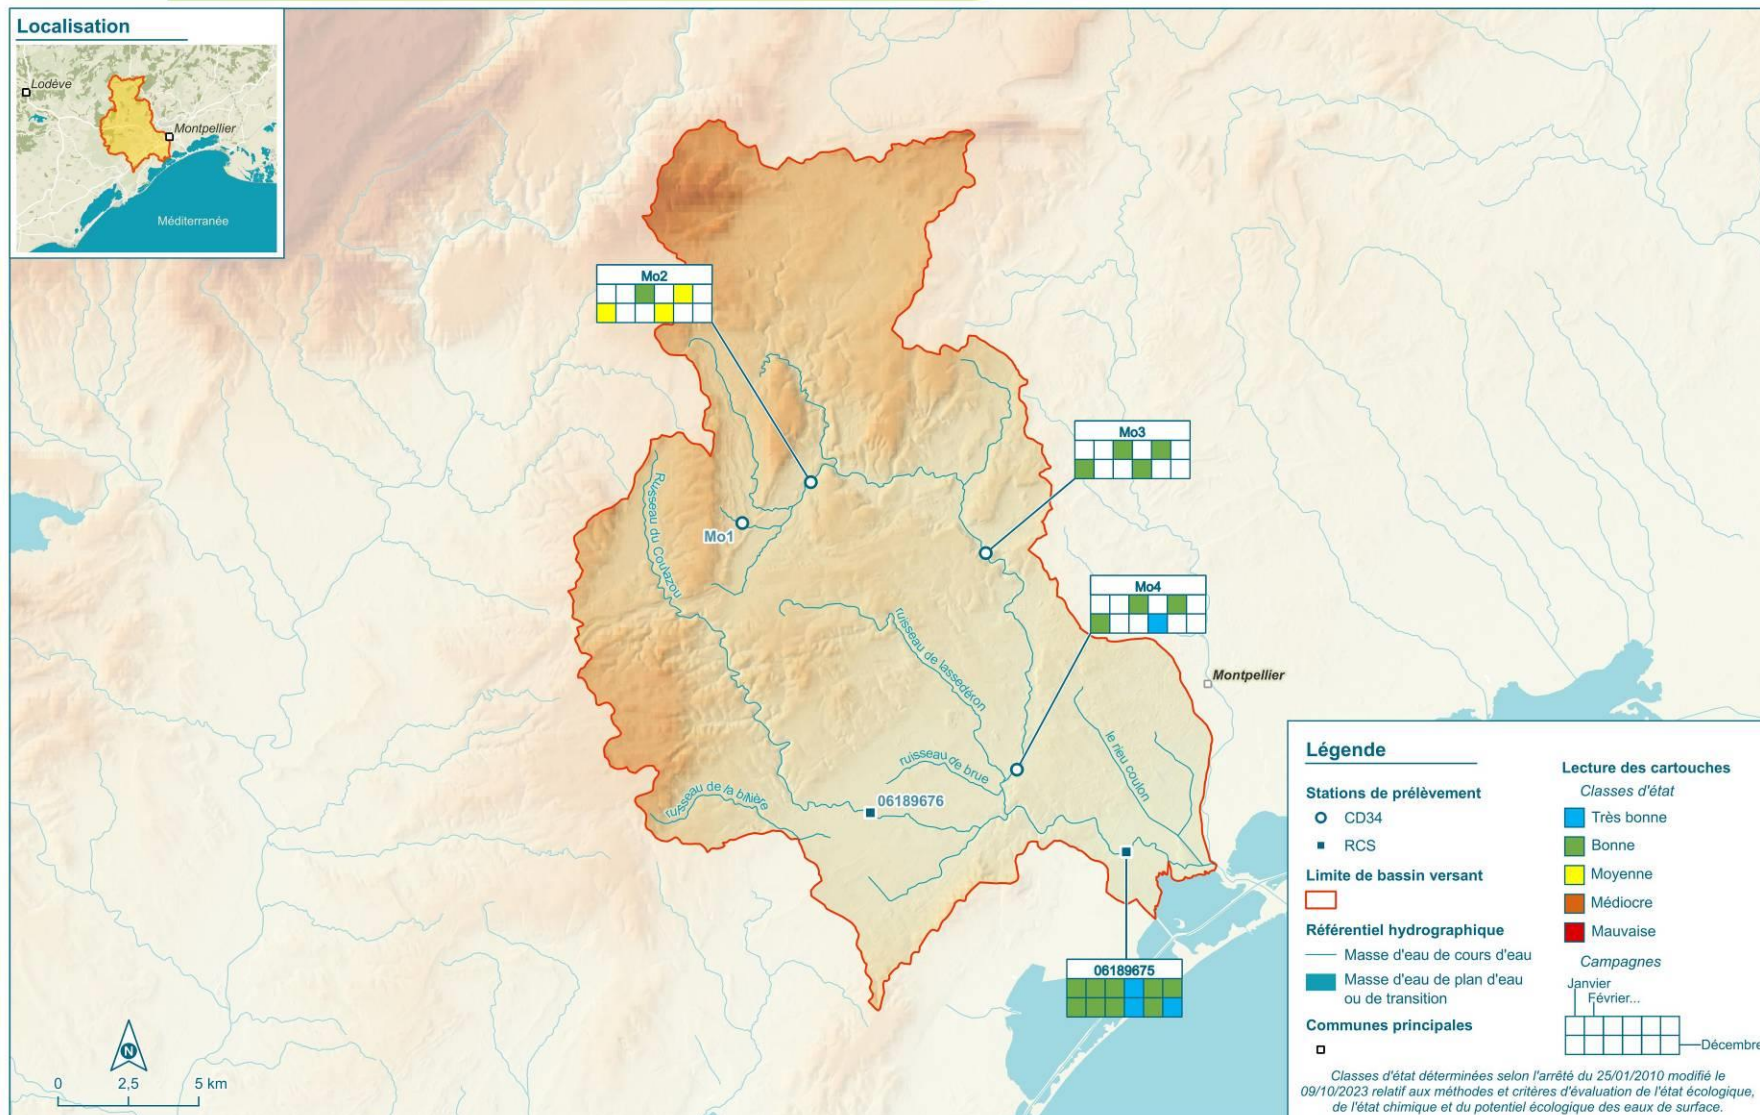 Localisation
Lodève
Montpellier
Méditerranée
Mo2
Mo3
Mo1
Ruisseau du Coulazou
Mo4
ruisseau de lassedéron
Montpellier
le rieu coulon
ruisseau de brue
ruisseau de la billière
06189676
06189675
N
0 2,5 5 km
Légende
Stations de prélèvement
CD34
RCS
Limite de bassin versant
Référentiel hydrographique
Masse d'eau de cours d'eau
Masse d'eau de plan d'eau
ou de transition
Communes principales
Lecture des cartouches
Classes d'état
Très bonne
Bonne
Moyenne
Médiocre
Mauvaise
Campagnes
Janvier
Février...
Décembre
Classes d'état déterminées selon l'arrêté du 25/01/2010 modifié le
09/10/2023 relatif aux méthodes et critères d'évaluation de l'état écologique,
de l'état chimique et du potentiel écologique des eaux de surface.